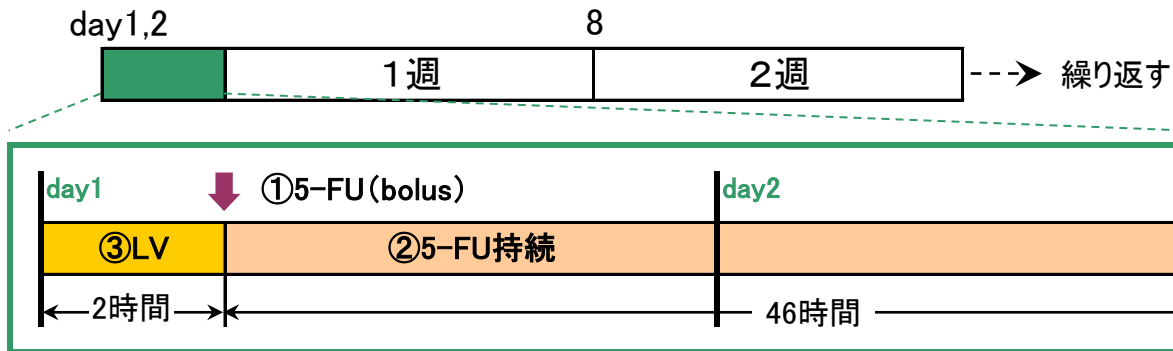 day1,2 8
1週 2週 繰り返す
day1 ①5-FU(bolus) day2
③LV ②5-FU持続
2時間 46時間